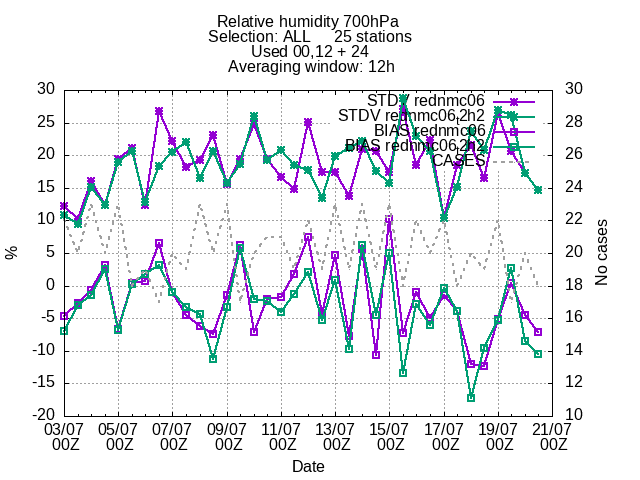 Relative humidity 700hPa
Selection: ALL 25 stations
Used 00,12 + 24
Averaging window: 12h
STDV rednmc06
STDV rednmc06.2h2
BIAS rednmc06
BIAS rednmc06.2h2
CASES
30
25
20
15
10
5
0
-5
-10
-15
-20
%
30
28
26
24
22
20
18
16
14
12
10
No cases
03/07 05/07 07/07 09/07 11/07 13/07 15/07 17/07 19/07 21/07
00Z 00Z 00Z 00Z 00Z 00Z 00Z 00Z 00Z 00Z
Date